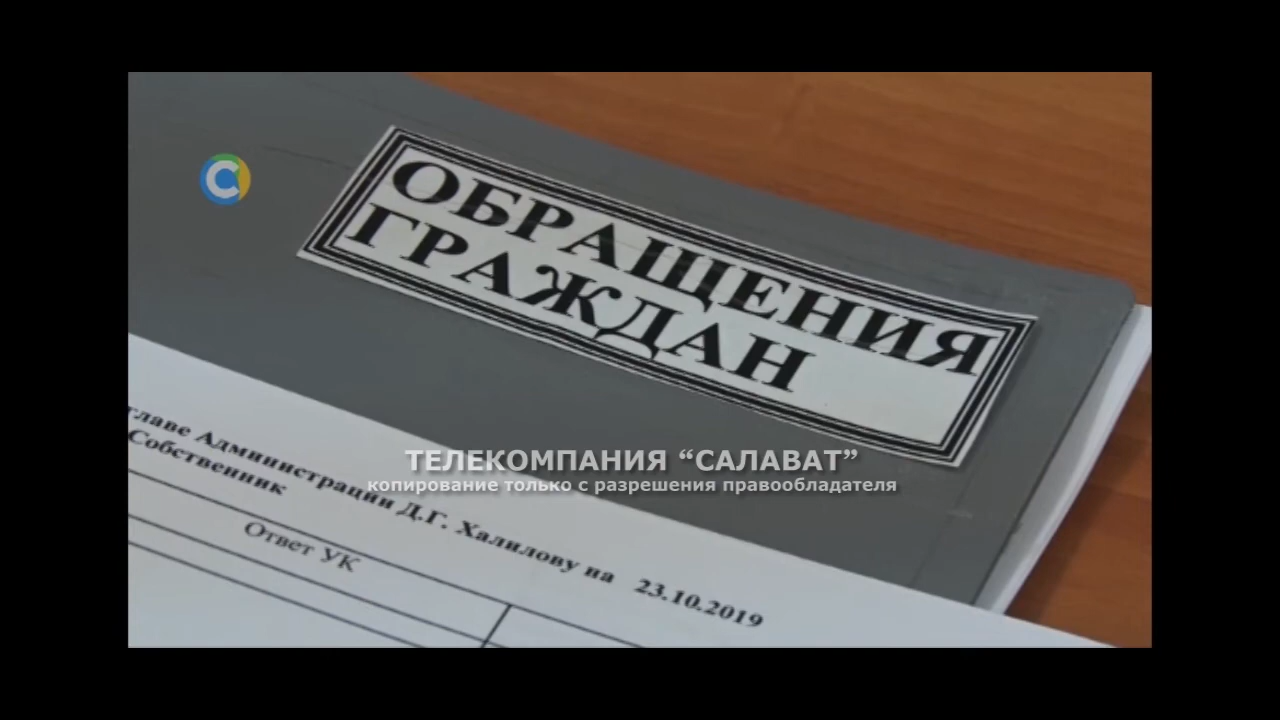 ОБРАЩЕНИЯ
ГРАЖДАН
ТЕЛЕКОМПАНИЯ “САЛАВАТ”
копирование только с разрешения правообладателя
главе Администрации Д.Г. Халилову на 23.10.2019
Собственник
Ответ УК